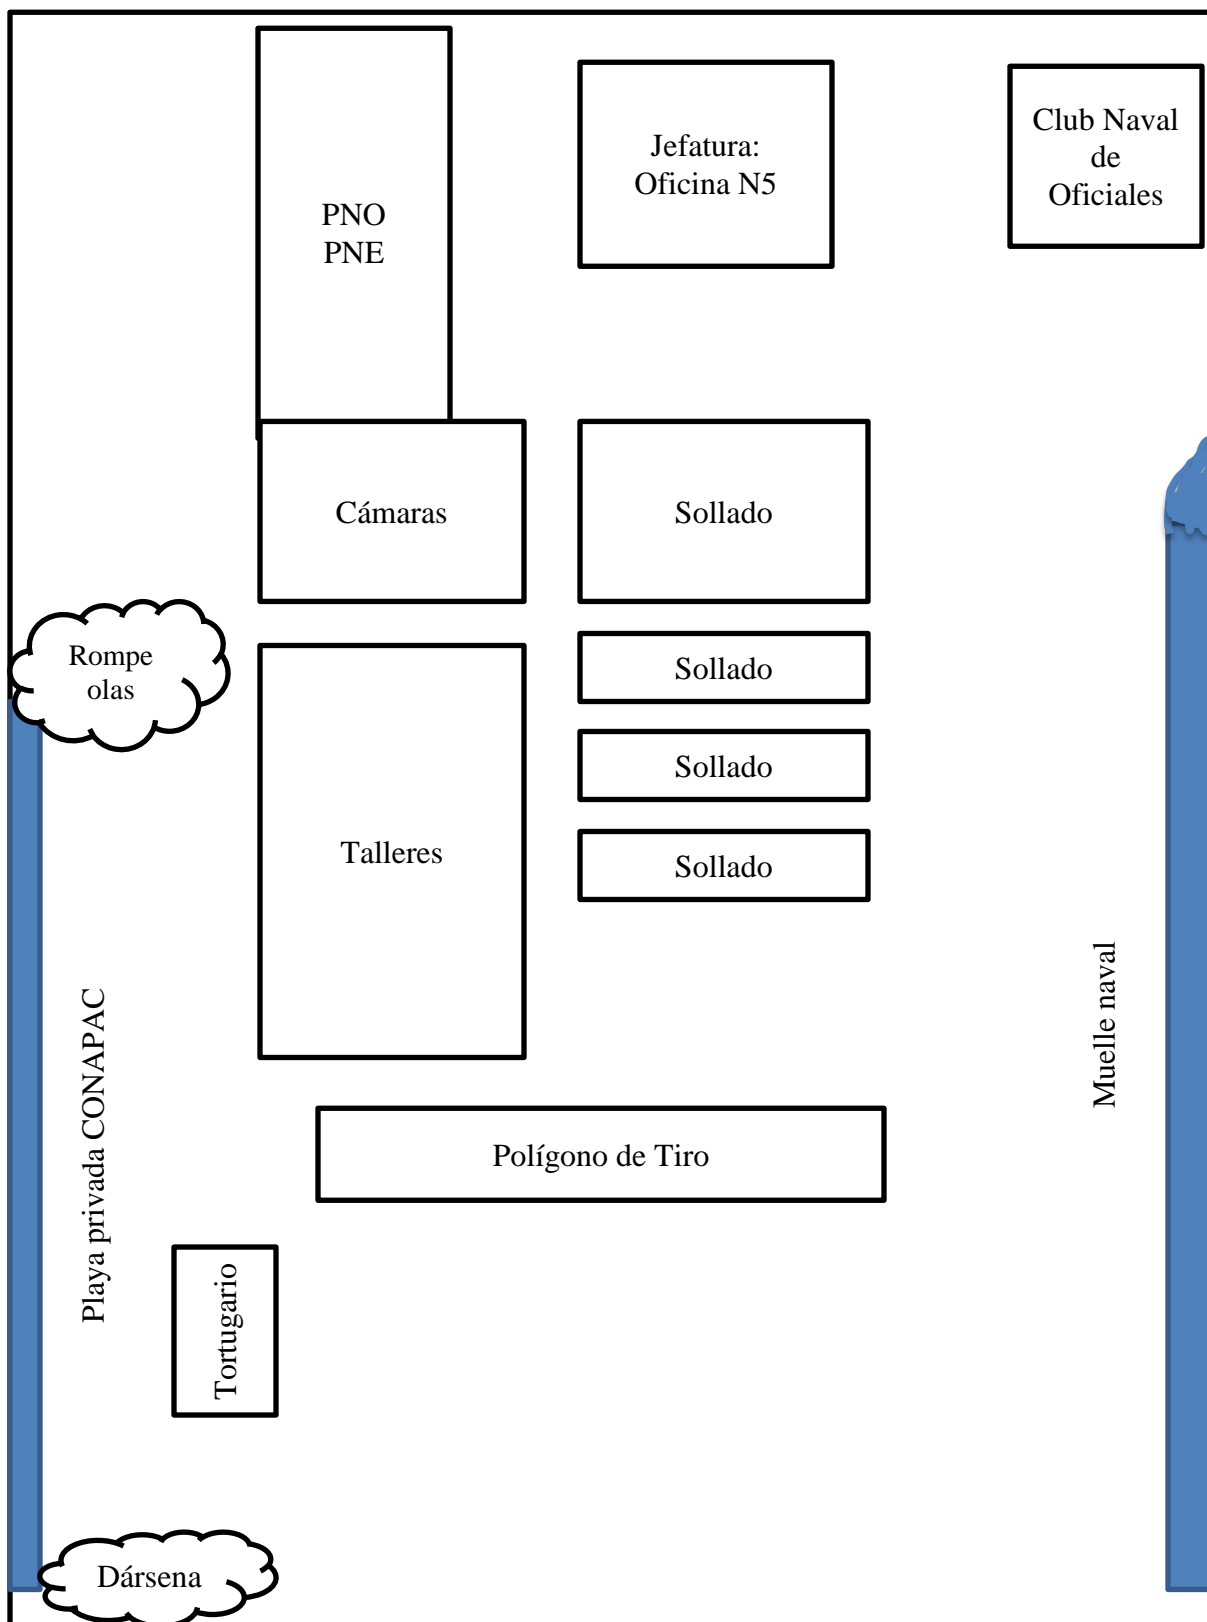 PNO
PNE
Jefatura:
Oficina N5
Club Naval
de
Oficiales
Cámaras
Sollado
Rompe
olas
Sollado
Sollado
Talleres
Sollado
Playa privada CONAPAC
Muelle naval
Polígono de Tiro
Tortugario
Dársena